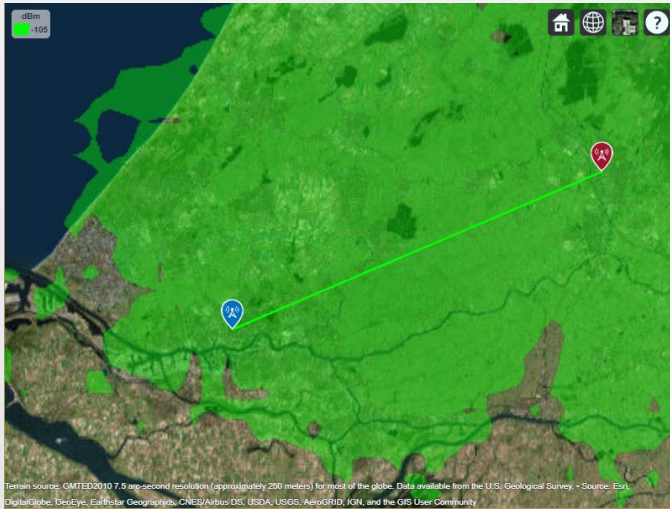 dBm
-105
?
Terrain source: GMTED2010 7.5 arc-second resolution (approximately 250 meters) for most of the globe. Data available from the U.S. Geological Survey. - Source: Esri,
DigitalGlobe, GeoEye, Earthstar Geographics, CNES/Airbus DS, USDA, USGS, AeroGRID, IGN, and the GIS User Community